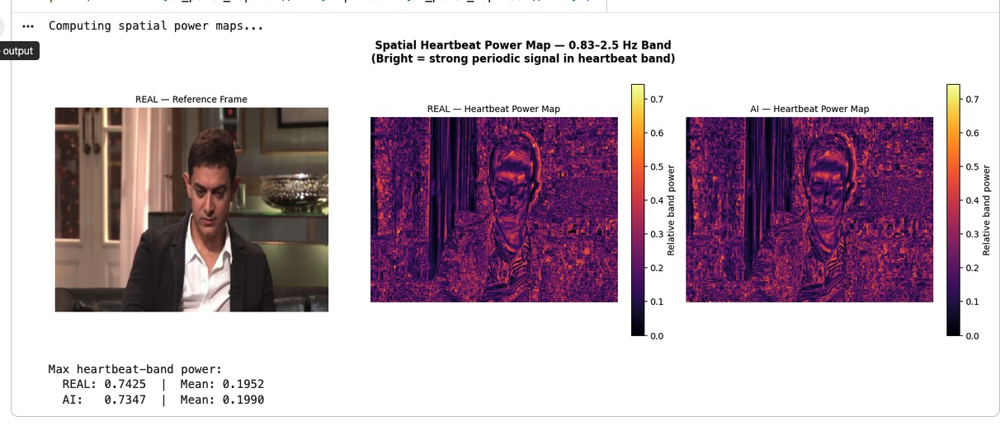 Computing spatial power maps...
output
Spatial Heartbeat Power Map — 0.83–2.5 Hz Band
(Bright = strong periodic signal in heartbeat band)
REAL — Reference Frame
REAL — Heartbeat Power Map
0.7
0.6
0.5
0.4
0.3
0.2
0.1
0.0
Relative band power
AI — Heartbeat Power Map
0.7
0.6
0.5
0.4
0.3
0.2
0.1
0.0
Relative band power
Max heartbeat-band power:
REAL: 0.7425 | Mean: 0.1952
AI: 0.7347 | Mean: 0.1990